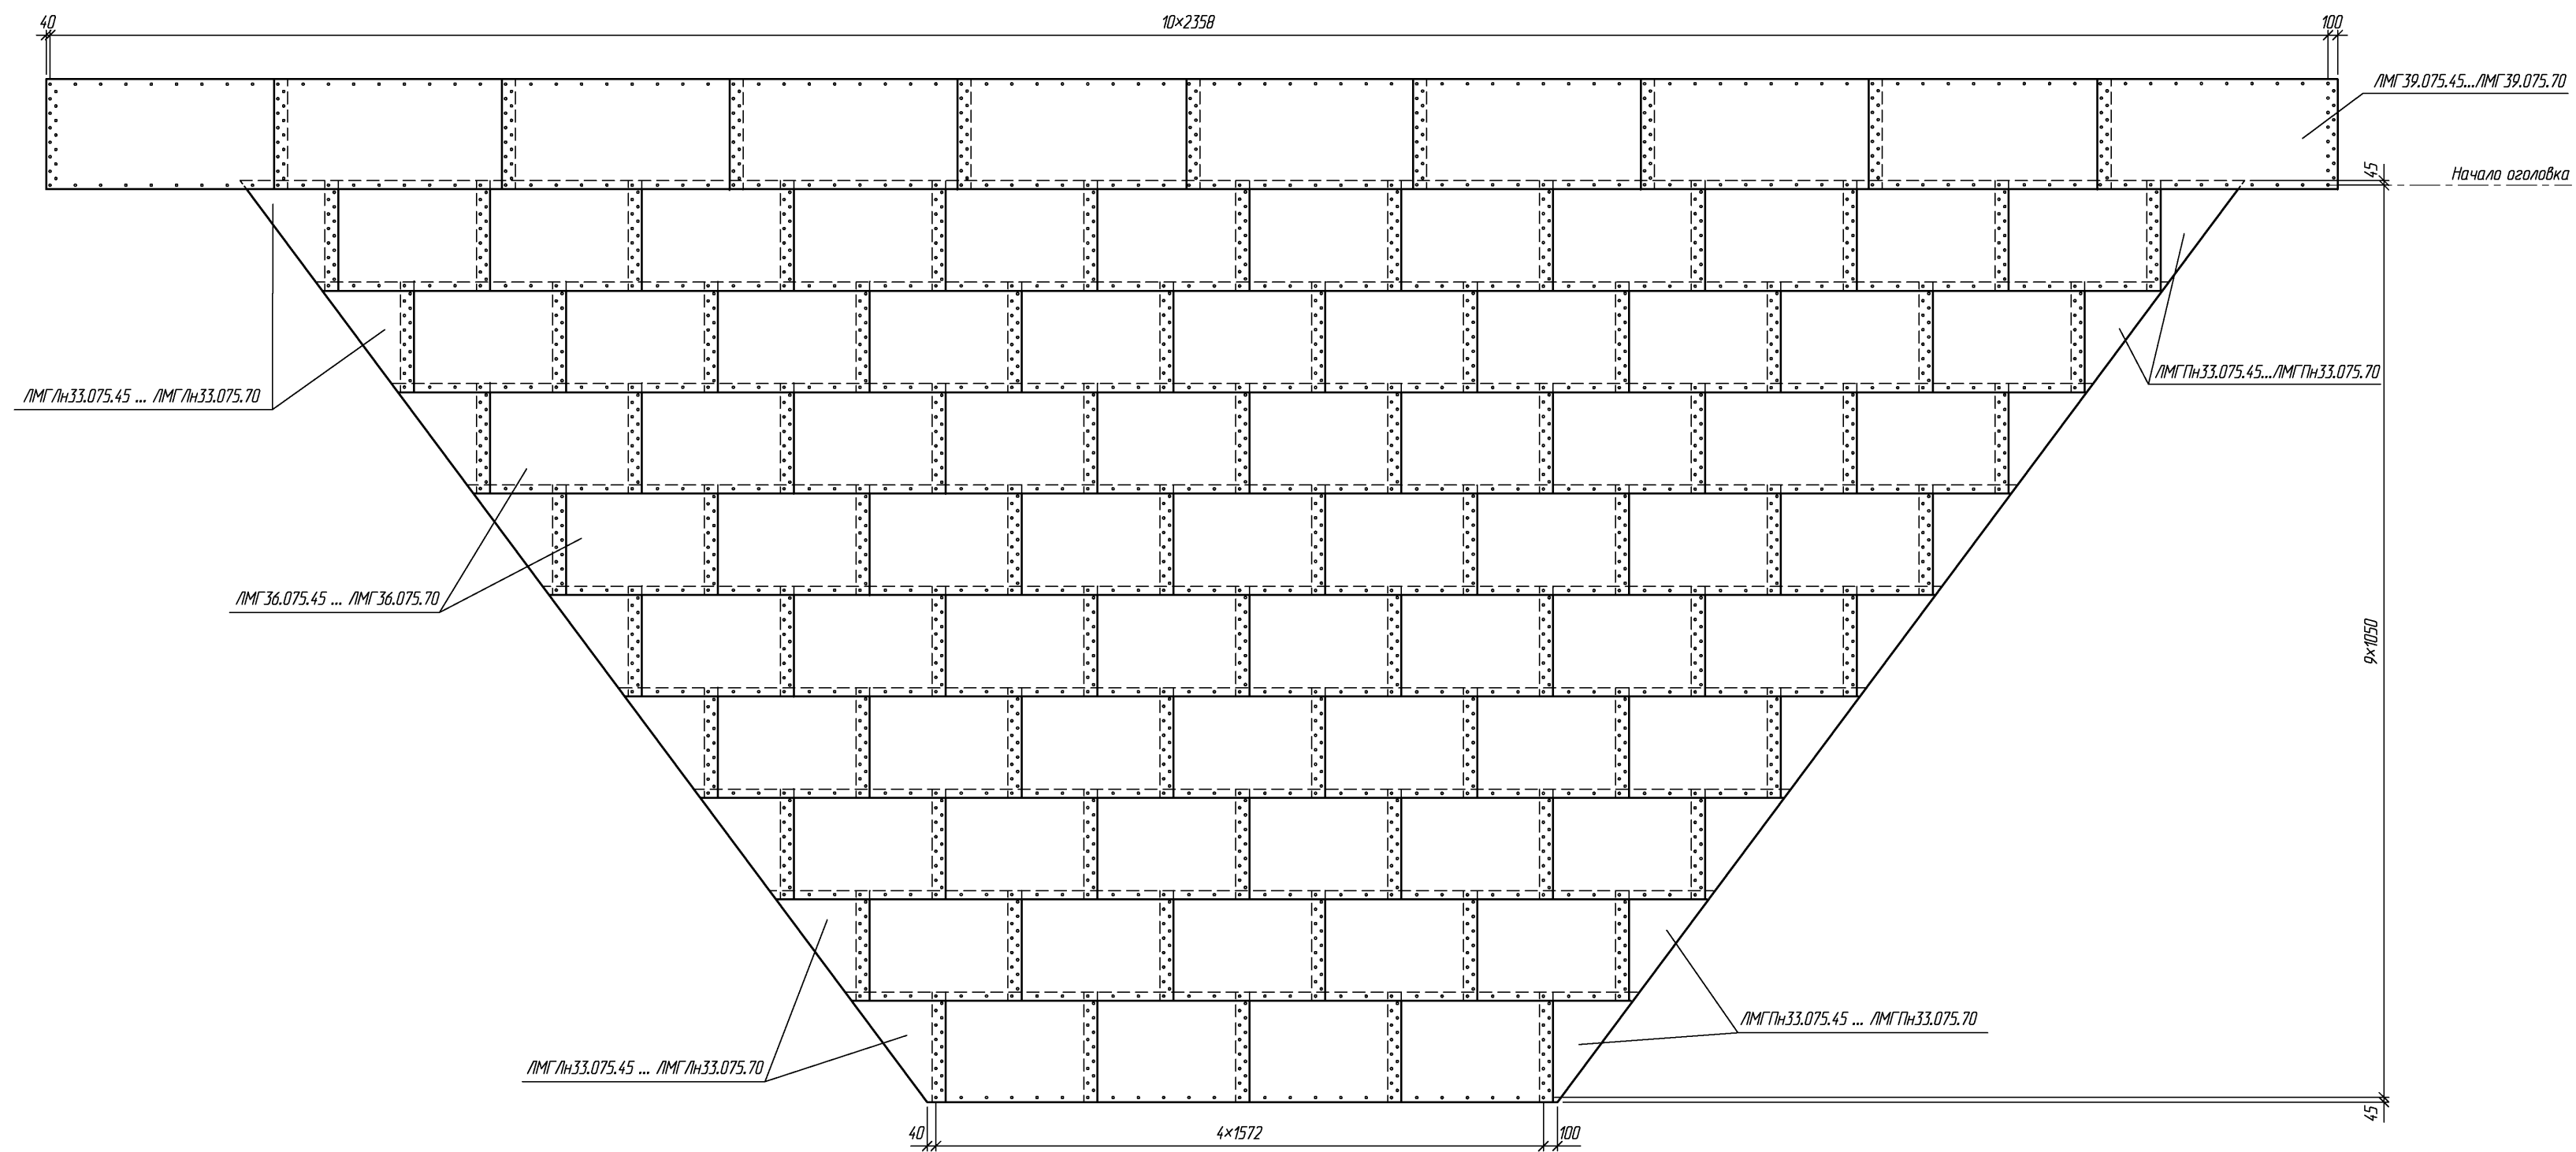 40
10×2358
100
ЛМГ39.075.45...ЛМГ39.075.70
45
Начало оголовка
ЛМГПн33.075.45...ЛМГПн33.075.70
ЛМГЛн33.075.45 ... ЛМГЛн33.075.70
ЛМГ36.075.45 ... ЛМГ36.075.70
9×1050
ЛМГПн33.075.45 ... ЛМГПн33.075.70
ЛМГЛн33.075.45 ... ЛМГЛн33.075.70
45
40
4×1572
100